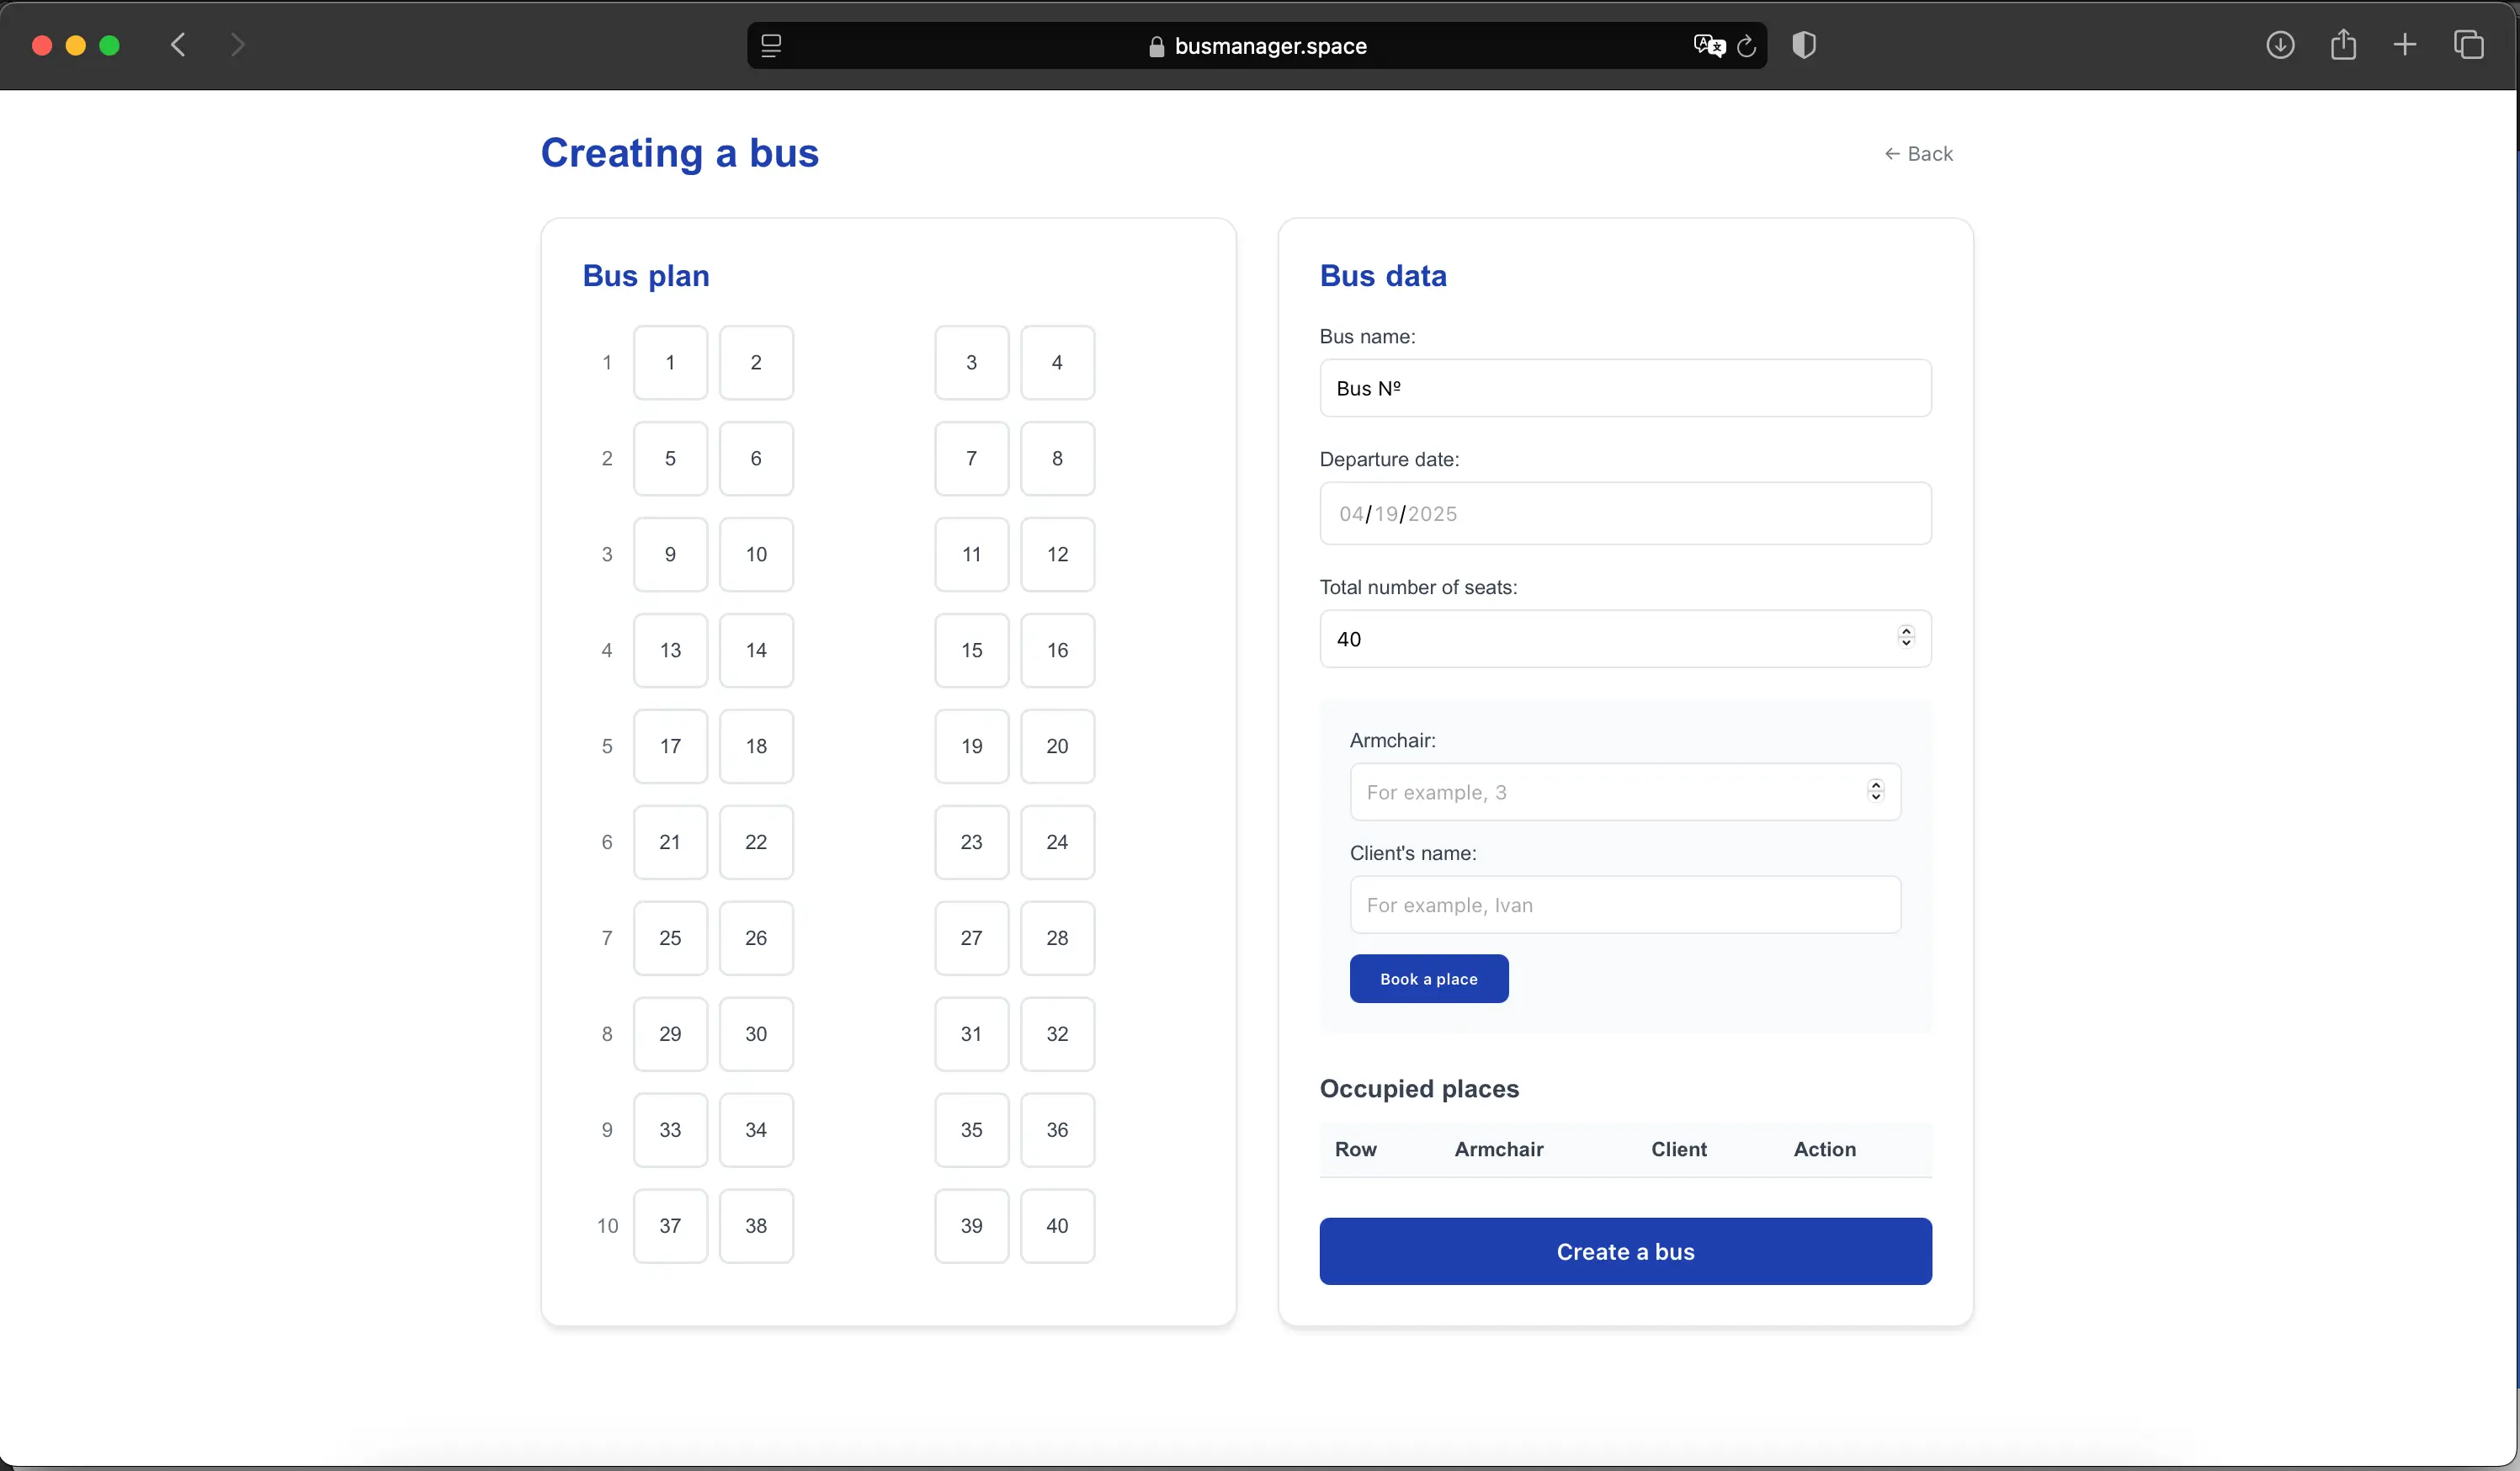 busmanager.space
Creating a bus
← Back
Bus plan
1 1 2 3 4
2 5 6 7 8
3 9 10 11 12
4 13 14 15 16
5 17 18 19 20
6 21 22 23 24
7 25 26 27 28
8 29 30 31 32
9 33 34 35 36
10 37 38 39 40
Bus data
Bus name:
Bus Nº
Departure date:
04/19/2025
Total number of seats:
40
Armchair:
For example, 3
Client's name:
For example, Ivan
Book a place
Occupied places
Row Armchair Client Action
Create a bus